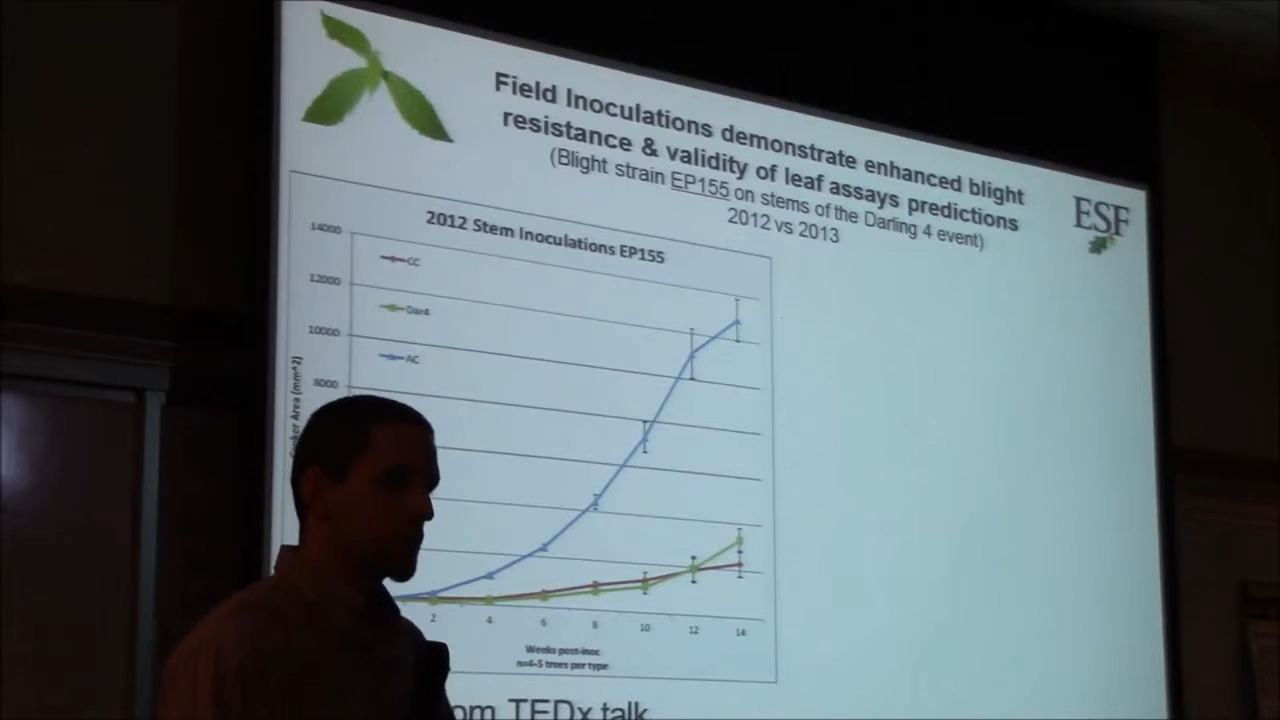 Field Inoculations demonstrate enhanced blight
resistance & validity of leaf assays predictions
(Blight strain EP155 on stems of the Darling 4 event)
2012 vs 2013
ESF
2012 Stem Inoculations EP155
14000
12000
10000
8000
CC
Dar4
AC
Area (mm^2)
2 4 6 8 10 12 14
Weeks post-inoc
n=4-5 trees per type
om TEDx talk